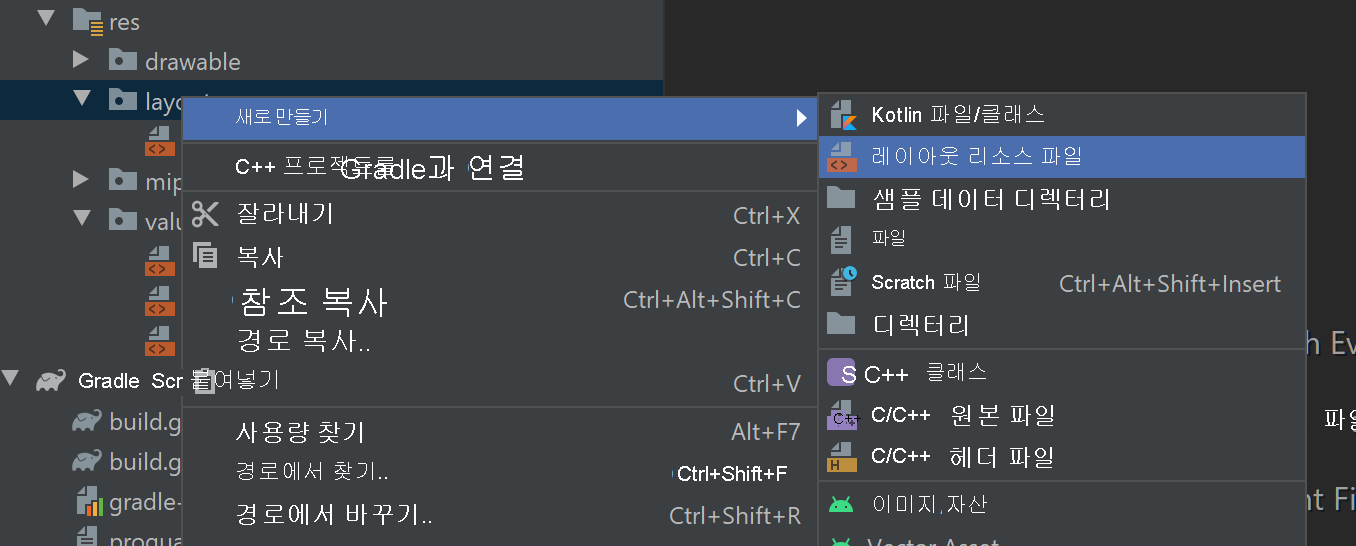 res
drawable
layout
새로 만들기
C++ 프로젝트를 Gradle과 연결
잘라내기 Ctrl+X
복사 Ctrl+C
참조 복사 Ctrl+Alt+Shift+C
경로 복사..
Gradle Scr 붙여넣기 Ctrl+V
build.g
사용량 찾기 Alt+F7
build.g
경로에서 찾기.. Ctrl+Shift+F
gradle-
경로에서 바꾸기.. Ctrl+Shift+R
progua
mip
valu
Kotlin 파일/클래스
레이아웃 리소스 파일
샘플 데이터 디렉터리
파일
Scratch 파일 Ctrl+Alt+Shift+Insert
디렉터리
S C++ 클래스
C/C++ 원본 파일
C/C++ 헤더 파일
이미지.자산
Vector Asset
h Ev
파일
nt Fi